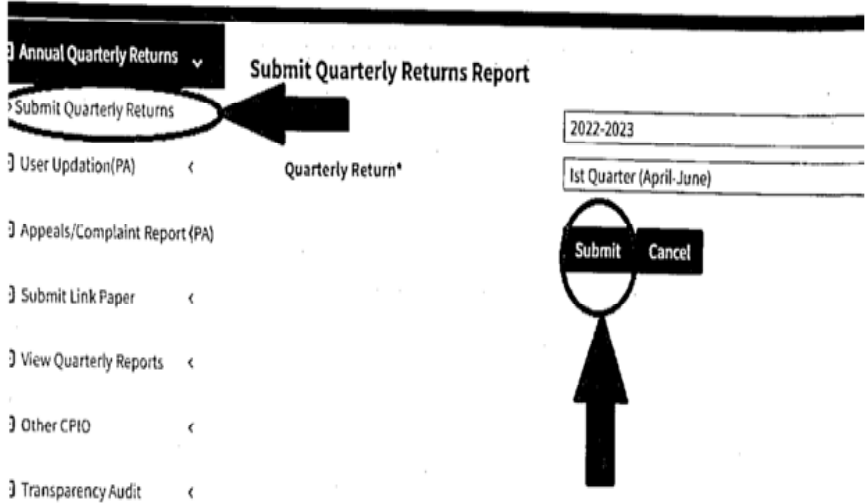 Annual Quarterly Returns
Submit Quarterly Returns Report
Submit Quarterly Returns
2022-2023
User Updation(PA)
Quarterly Return*
Ist Quarter (April-June)
Appeals/Complaint Report (PA)
Submit Cancel
Submit Link Paper
View Quarterly Reports
Other CPIO
Transparency Audit